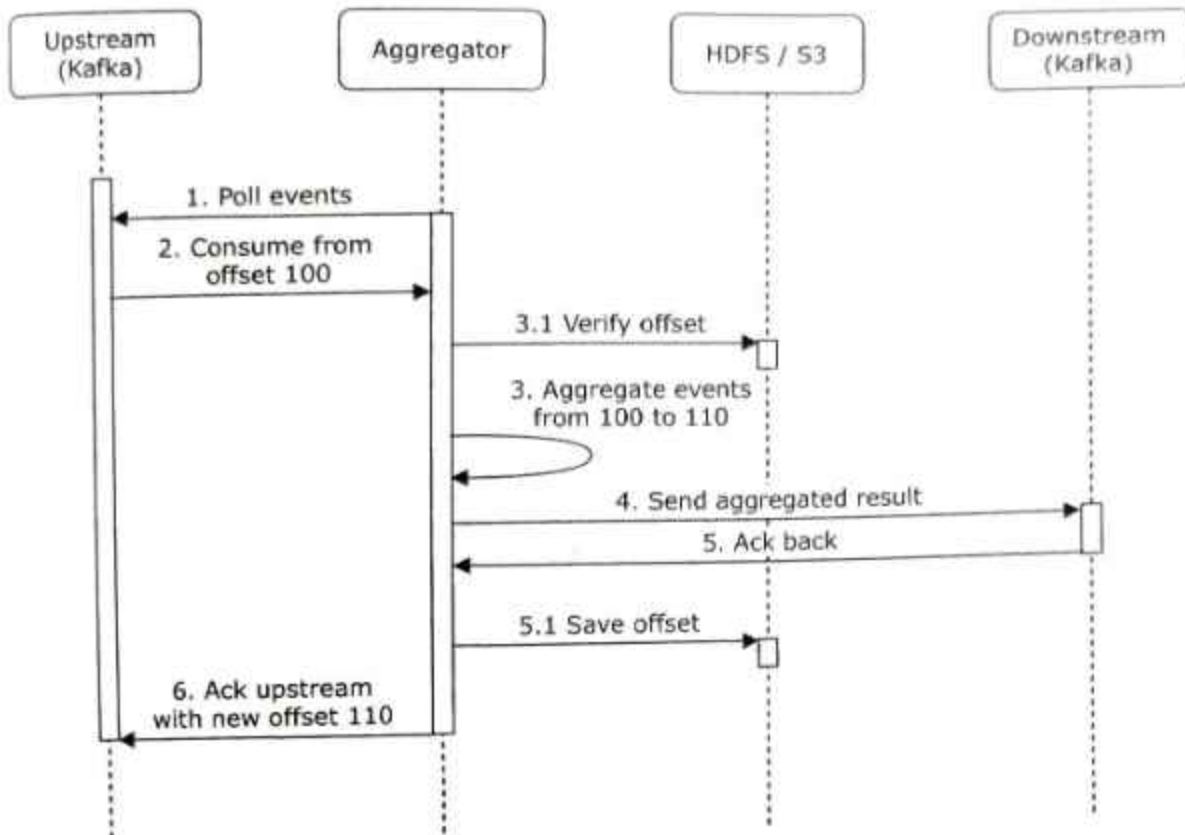 Upstream
(Kafka)
Aggregator
HDFS / S3
Downstream
(Kafka)
1. Poll events
2. Consume from
offset 100
3.1 Verify offset
3. Aggregate events
from 100 to 110
4. Send aggregated result
5. Ack back
5.1 Save offset
6. Ack upstream
with new offset 110